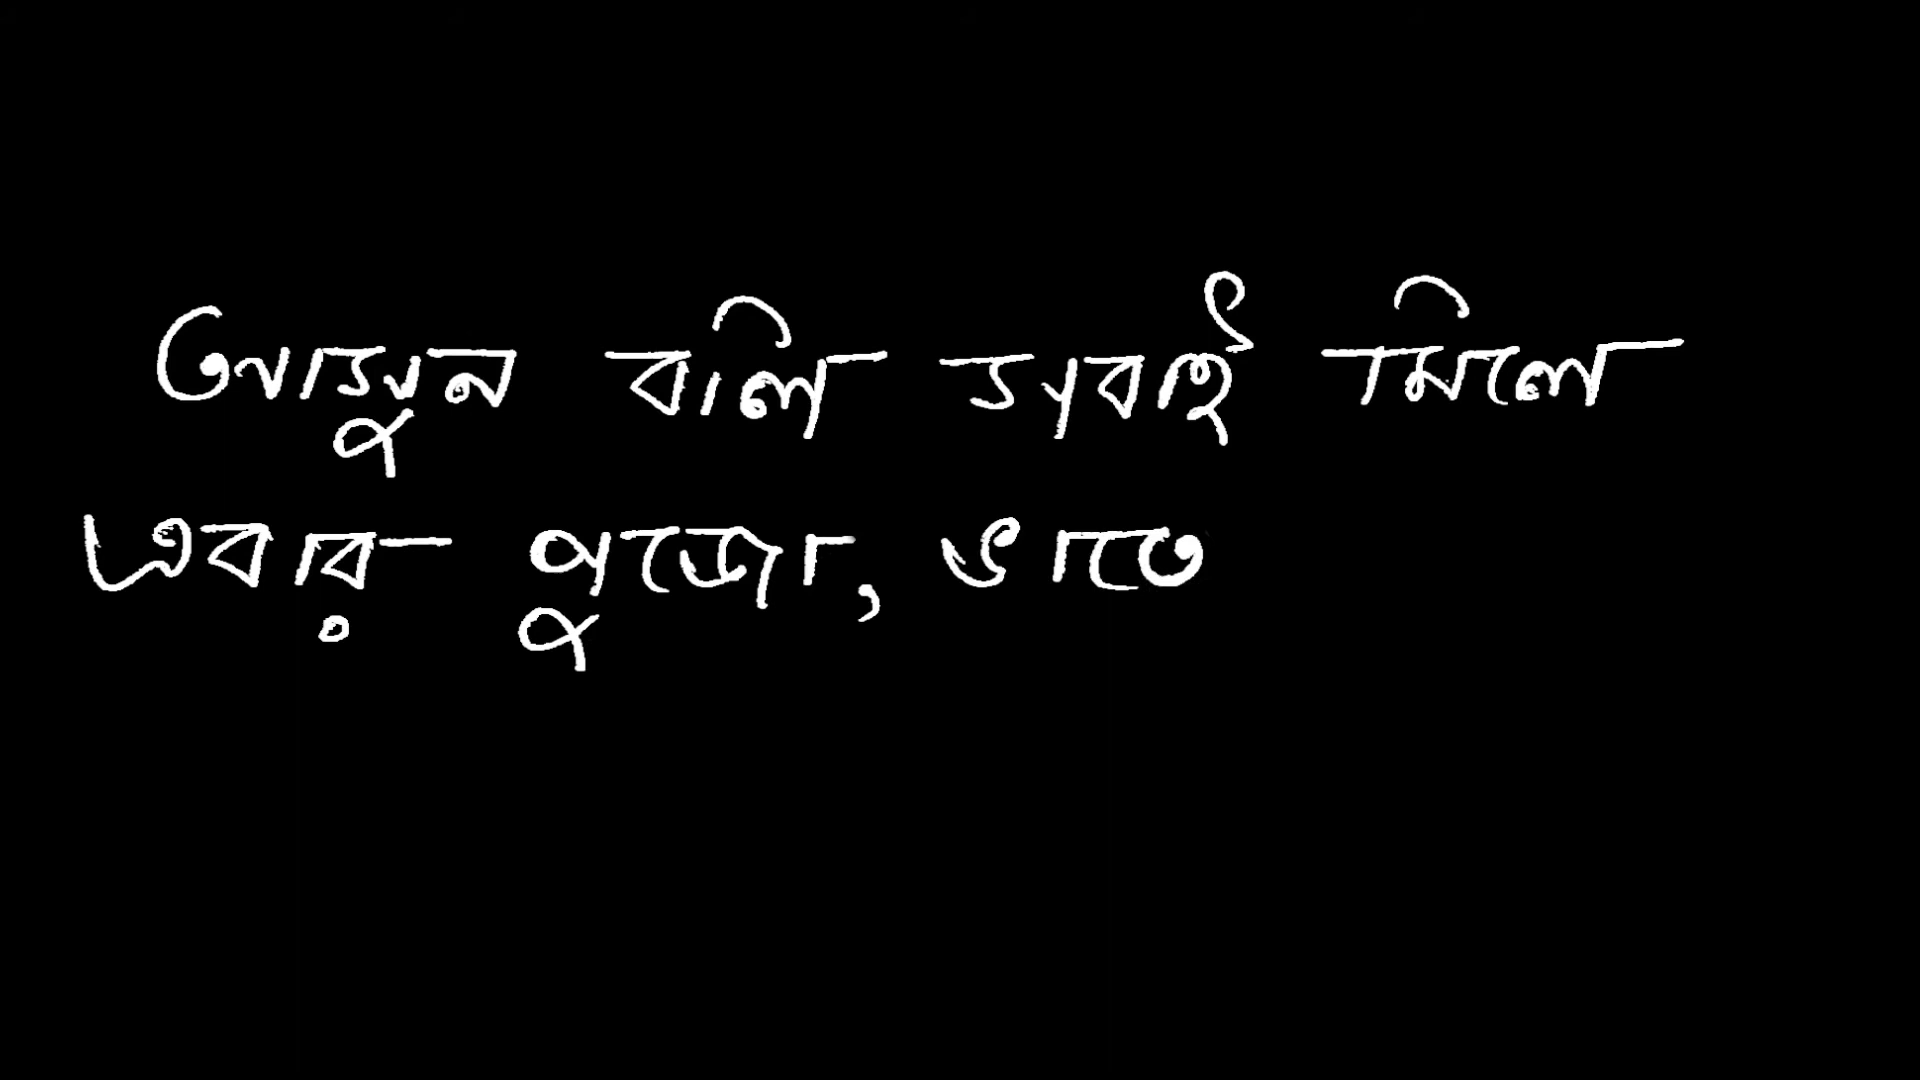 আসুন বলি সবাই মিলে
এবার পুজো, ভাতে